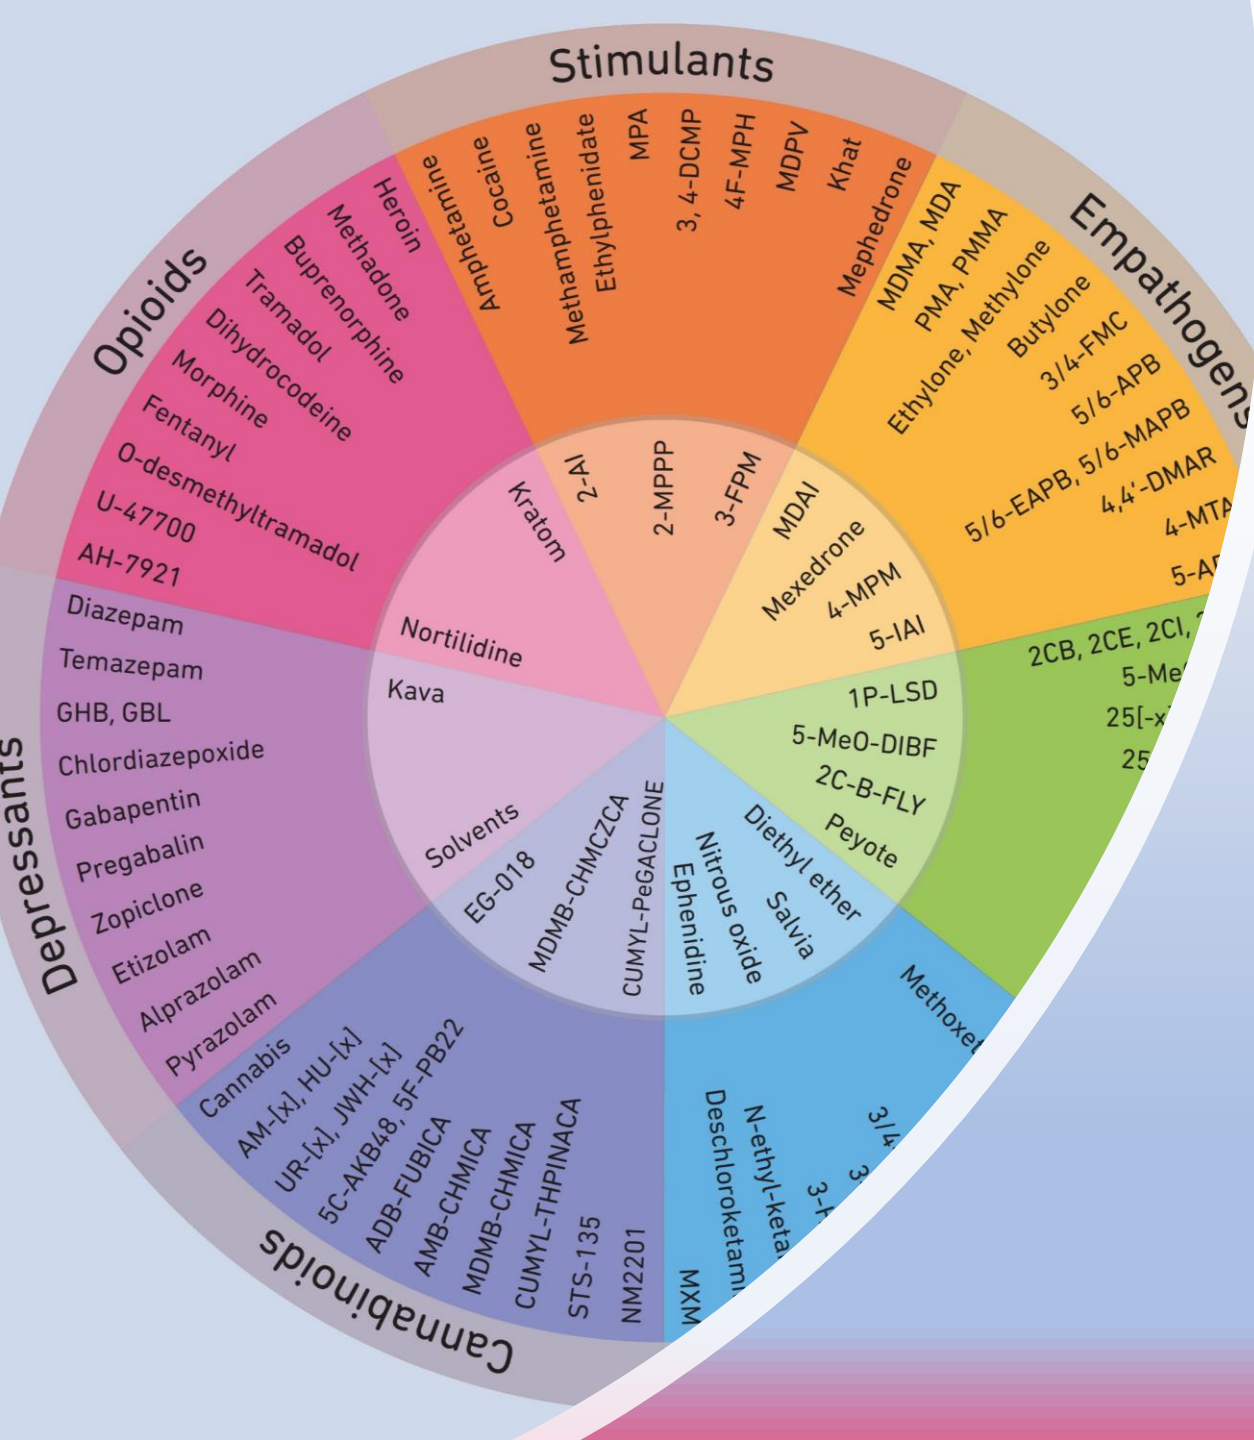 Stimulants
Amphetamine
Cocaine
Methamphetamine
Ethylphenidate
MPA
3, 4-DCMP
4F-MPH
MDPV
Khat
Mephedrone
2-AI
2-MPPP
3-FPM
Empathogens
MDMA, MDA
PMA, PMMA
Ethylone, Methylone
Butylone
3/4-FMC
5/6-APB
5/6-EAPB, 5/6-MAPB
4,4'-DMAR
4-MTA
MDAI
Mexedrone
4-MPM
5-IAI
2CB, 2CE, 2CI,
1P-LSD
5-MeO-DIBF
2C-B-FLY
Peyote
Diethyl ether
Salvia
Nitrous oxide
Ephenidine
MXM
Cannabinoids
Cannabis
AM-[x], HU-[x]
UR-[x], JWH-[x]
5C-AKB48, 5F-PB22
ADB-FUBICA
AMB-CHMICA
MDMB-CHMICA
CUMYL-THPINACA
STS-135
NM2201
EG-018
MDMB-CHMCZCA
CUMYL-PeGACLONE
Depressants
Diazepam
Temazepam
GHB, GBL
Chlordiazepoxide
Gabapentin
Pregabalin
Zopiclone
Etizolam
Alprazolam
Pyrazolam
Kava
Solvents
Opioids
Heroin
Methadone
Buprenorphine
Tramadol
Dihydrocodeine
Morphine
Fentanyl
O-desmethyltramadol
U-47700
AH-7921
Kratom
Nortilidine